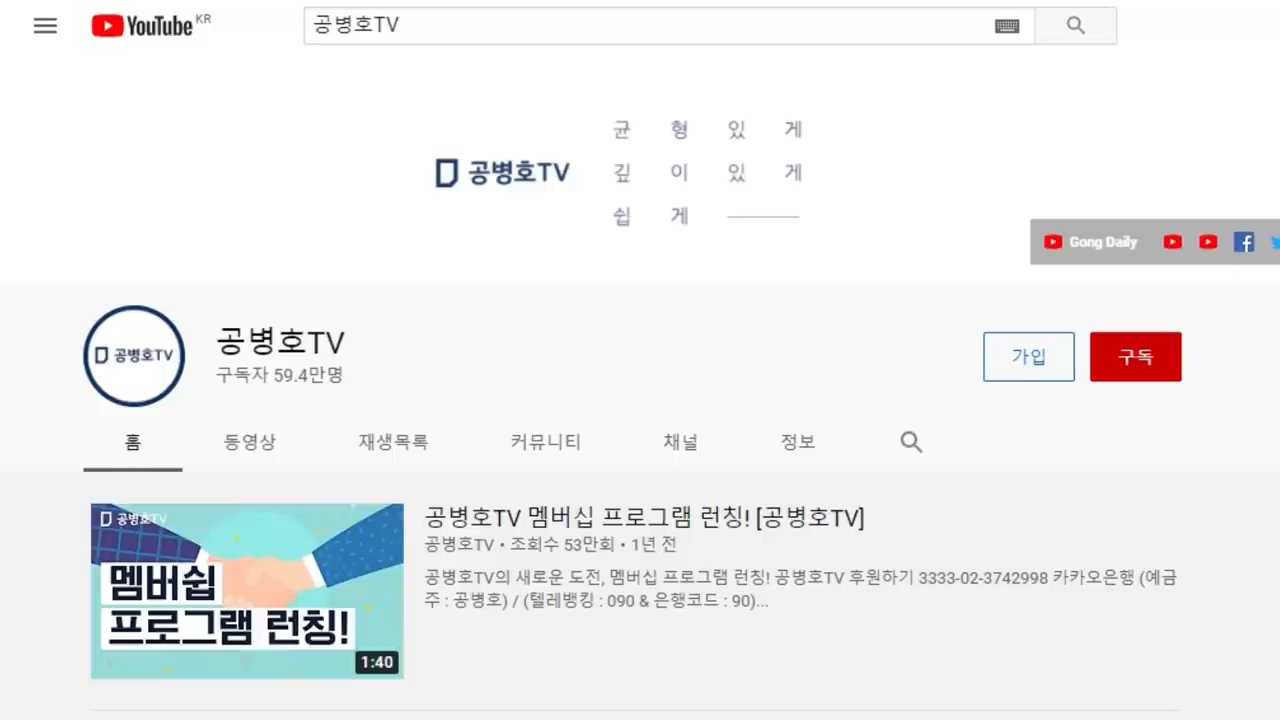 YouTube KR
공병호TV
균 형 있 게
공병호TV
깊 이 있 게
쉽 게
Gong Daily
공병호TV
공병호TV
구독자 59.4만명
가입
구독
홈 동영상 재생목록 커뮤니티 채널 정보
공병호TV
멤버쉽
프로그램 런칭!
1:40
공병호TV 멤버십 프로그램 런칭! [공병호TV]
공병호TV • 조회수 53만회 • 1년 전
공병호TV의 새로운 도전, 멤버십 프로그램 런칭! 공병호TV 후원하기 3333-02-3742998 카카오은행 (예금
주 : 공병호) / (텔레뱅킹 : 090 & 은행코드 : 90)...